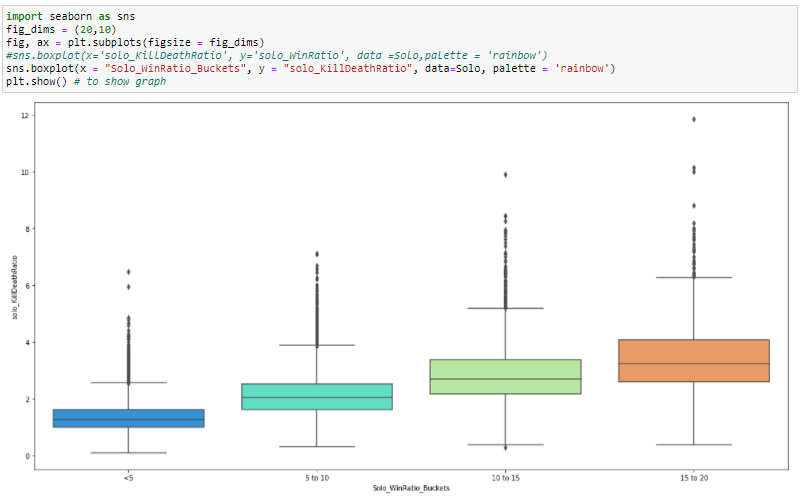 import seaborn as sns
fig_dims = (20,10)
fig, ax = plt.subplots(figsize = fig_dims)
#sns.boxplot(x='solo_KillDeathRatio', y='solo_WinRatio', data =Solo,palette = 'rainbow')
sns.boxplot(x = "Solo_WinRatio_Buckets", y = "solo_KillDeathRatio", data=Solo, palette = 'rainbow')
plt.show() # to show graph
12
10
8
6
4
2
0
solo_KillDeathRatio
<5
5 to 10
10 to 15
15 to 20
Solo_WinRatio_Buckets